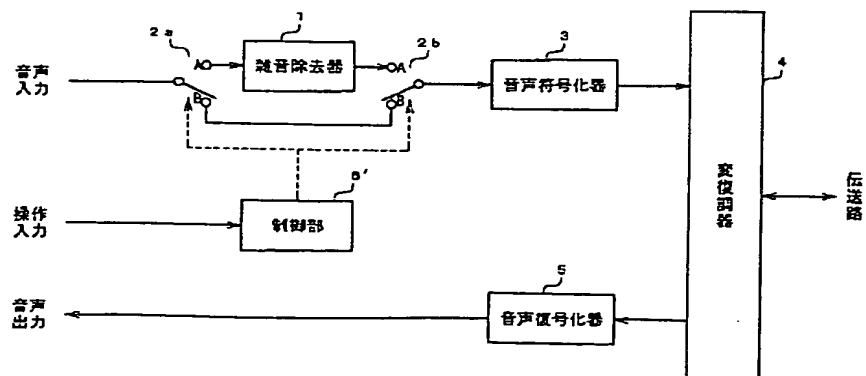 2a
1
2b
3
4
A
雑音除去器
A
音声
入力
音声符号化器
B
B
変復調器
伝送路
6'
操作
入力
制御部
5
音声
出力
音声復号化器